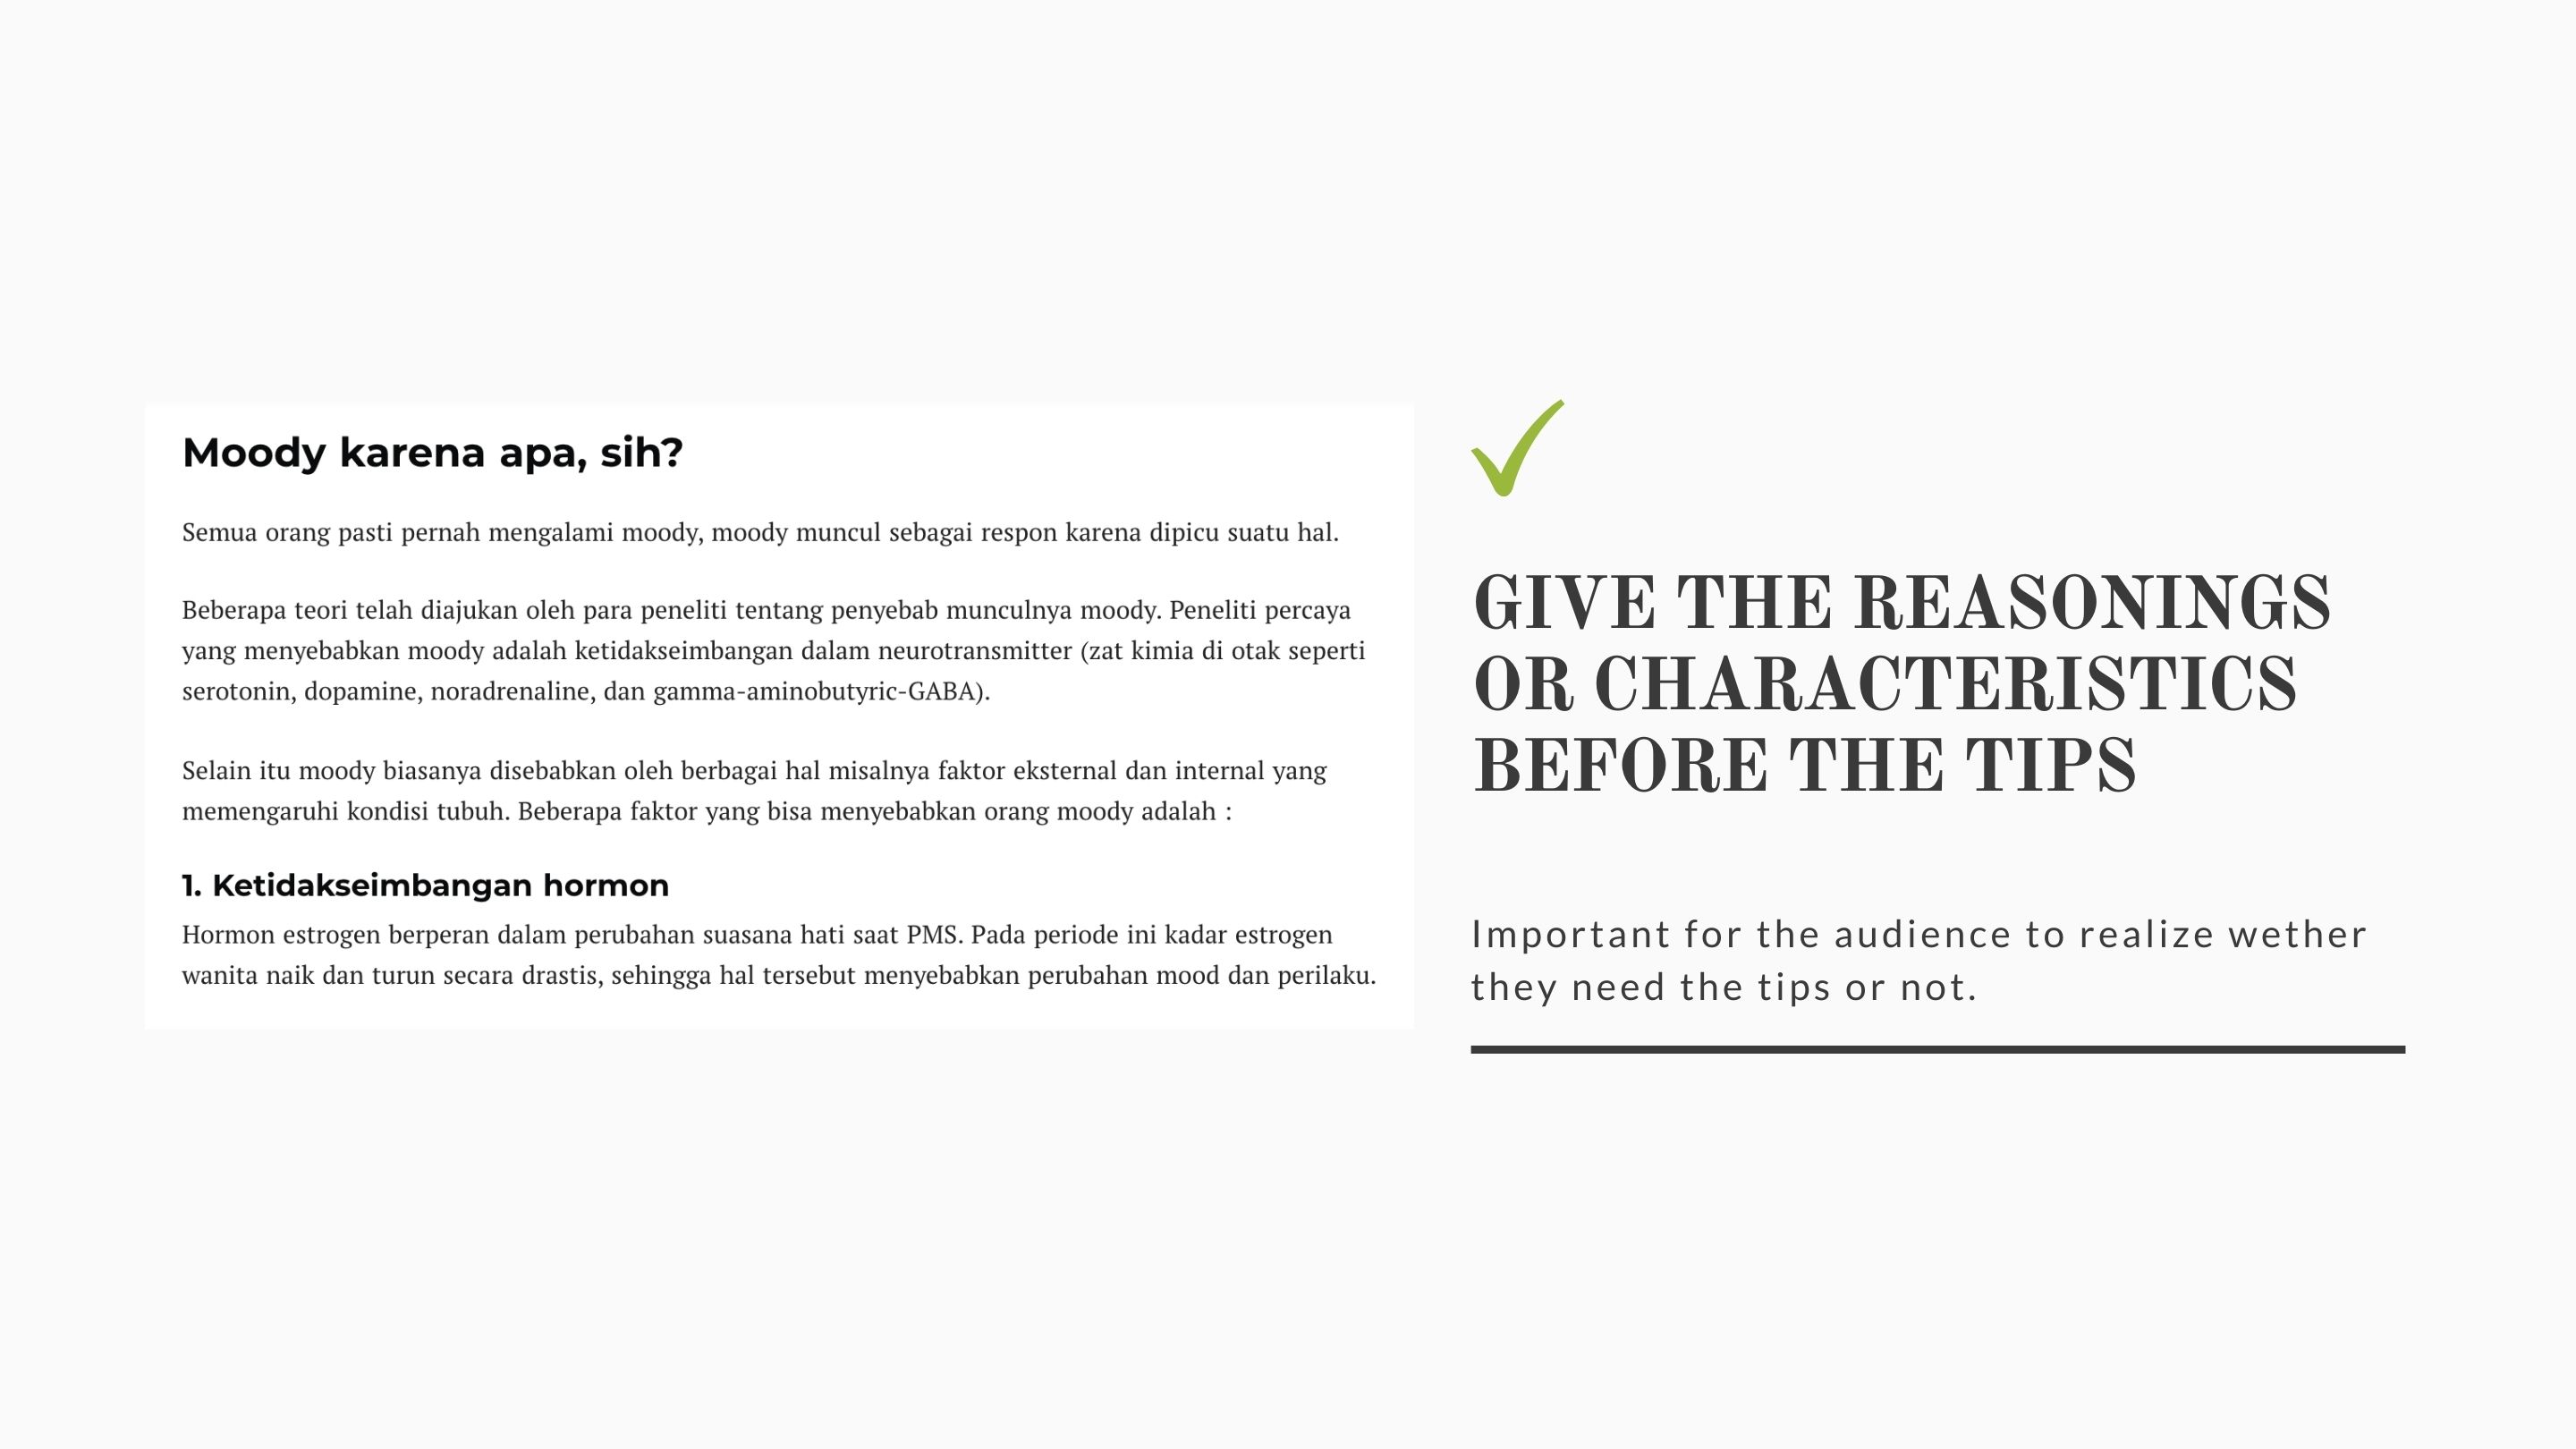 Moody karena apa, sih?
Semua orang pasti pernah mengalami moody, moody muncul sebagai respon karena dipicu suatu hal.
Beberapa teori telah diajukan oleh para peneliti tentang penyebab munculnya moody. Peneliti percaya
yang menyebabkan moody adalah ketidakseimbangan dalam neurotransmitter (zat kimia di otak seperti
serotonin, dopamine, noradrenaline, dan gamma-aminobutyric-GABA).
Selain itu moody biasanya disebabkan oleh berbagai hal misalnya faktor eksternal dan internal yang
memengaruhi kondisi tubuh. Beberapa faktor yang bisa menyebabkan orang moody adalah :
1. Ketidakseimbangan hormon
Hormon estrogen berperan dalam perubahan suasana hati saat PMS. Pada periode ini kadar estrogen
wanita naik dan turun secara drastis, sehingga hal tersebut menyebabkan perubahan mood dan perilaku.
GIVE THE REASONINGS
OR CHARACTERISTICS
BEFORE THE TIPS
Important for the audience to realize wether
they need the tips or not.